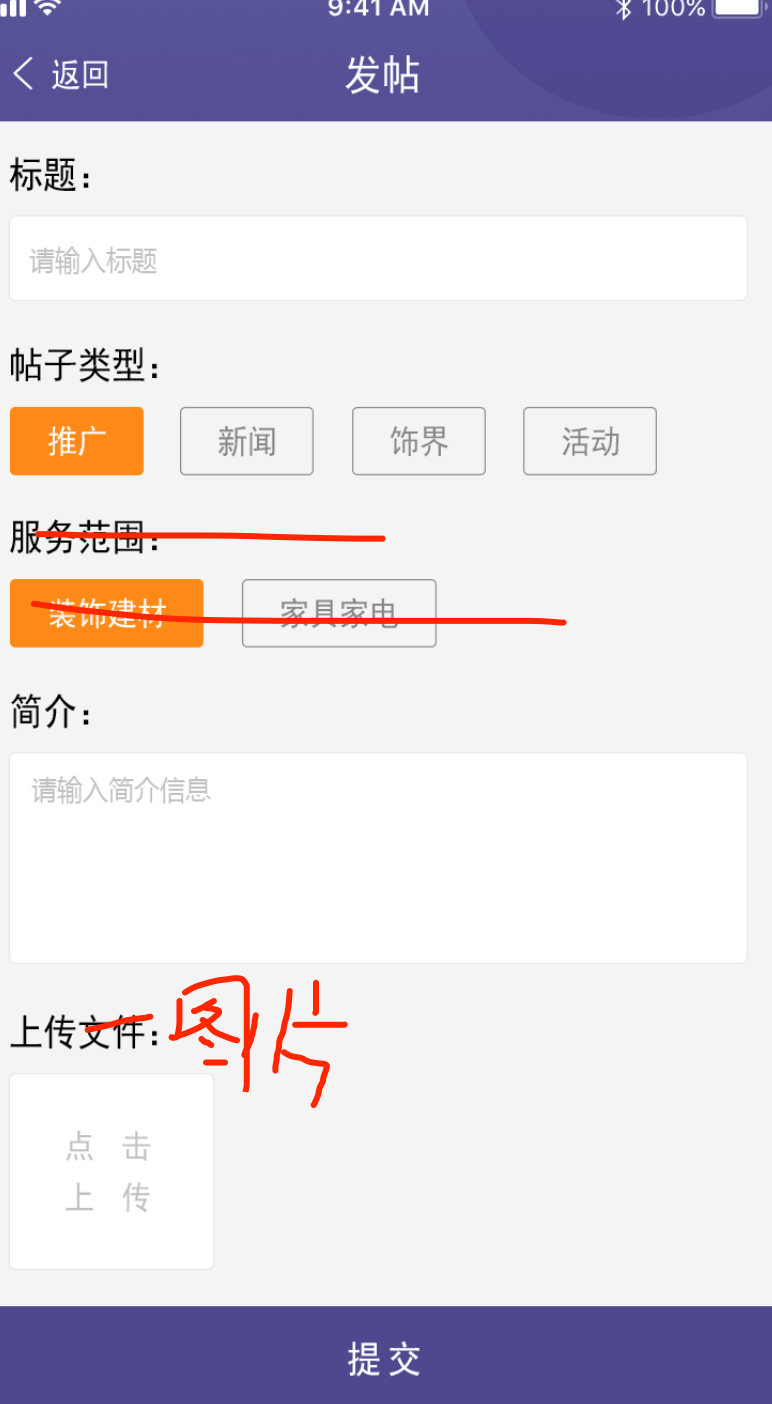 9:41 AM 100%
返回 发帖
标题：
请输入标题
帖子类型：
推广 新闻 饰界 活动
服务范围：
装饰建材 家具家电
简介：
请输入简介信息
上传文件：图片
点 击
上 传
提交